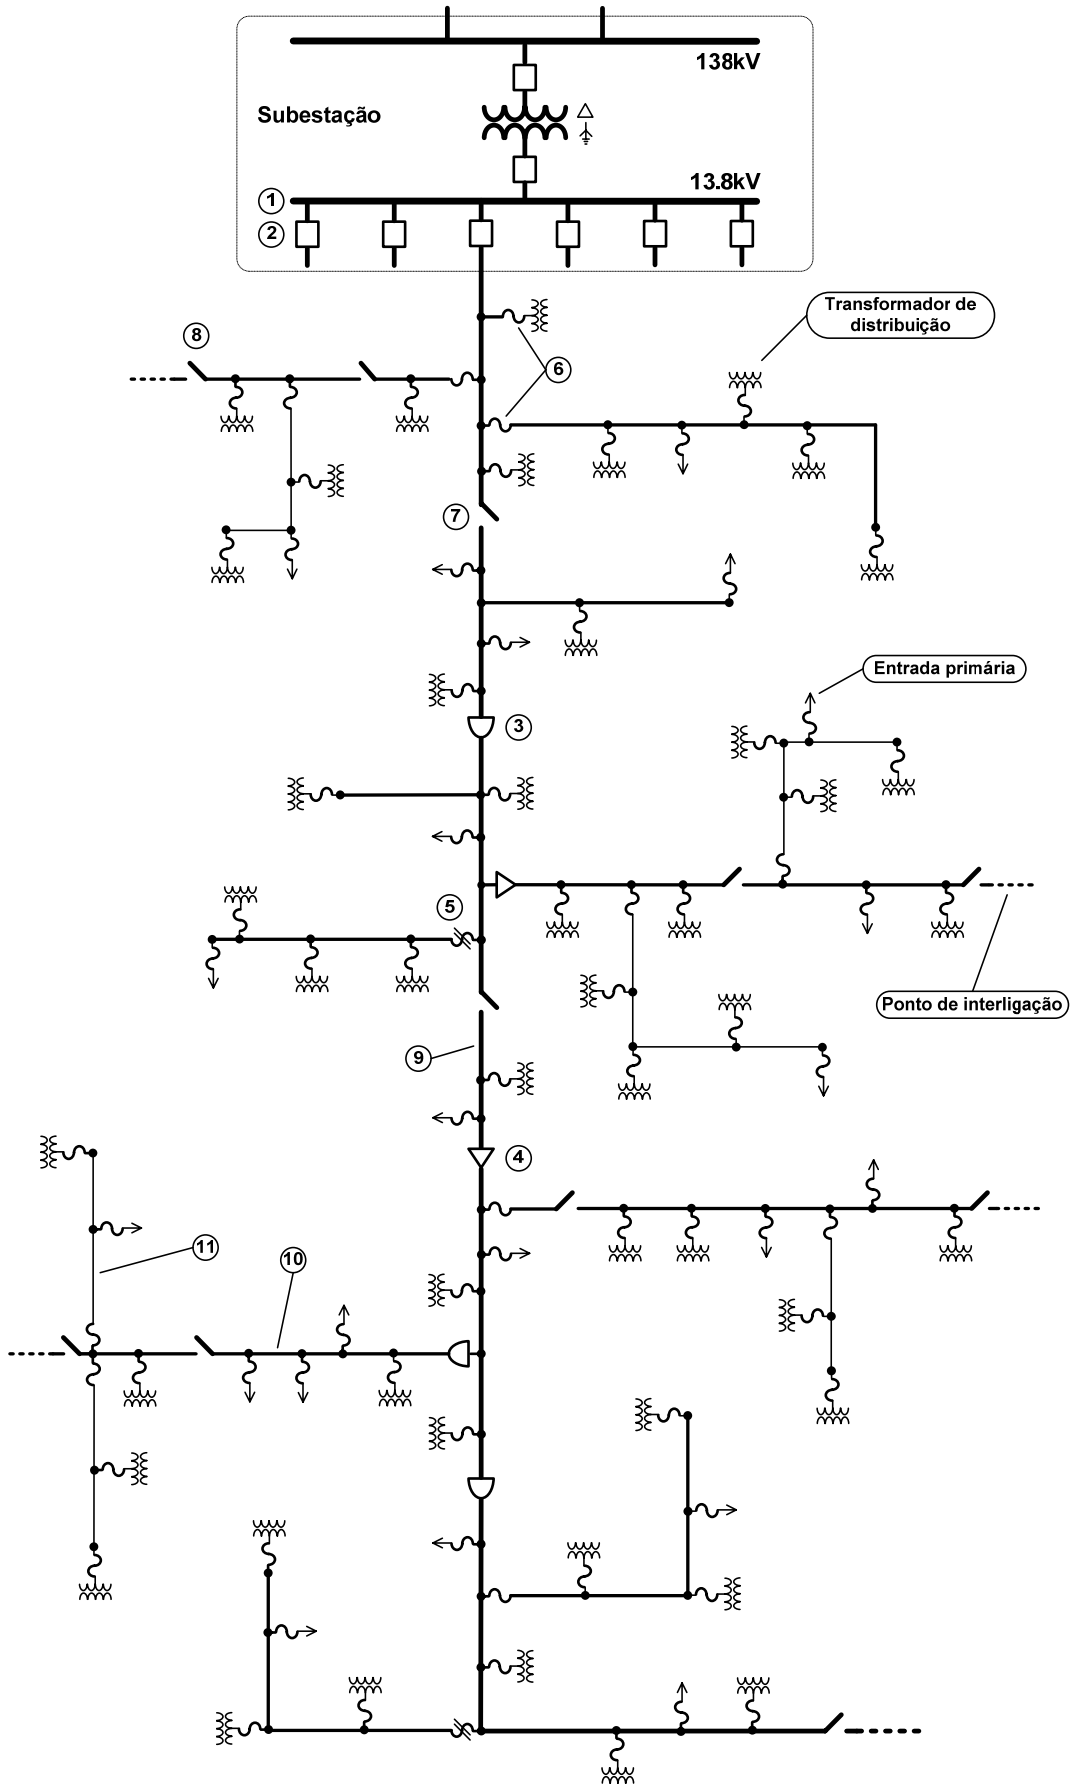 138kV
Subestação
13.8kV
1
2
Transformador de
distribuição
8
6
7
Entrada primária
3
5
Ponto de interligação
9
4
11
10